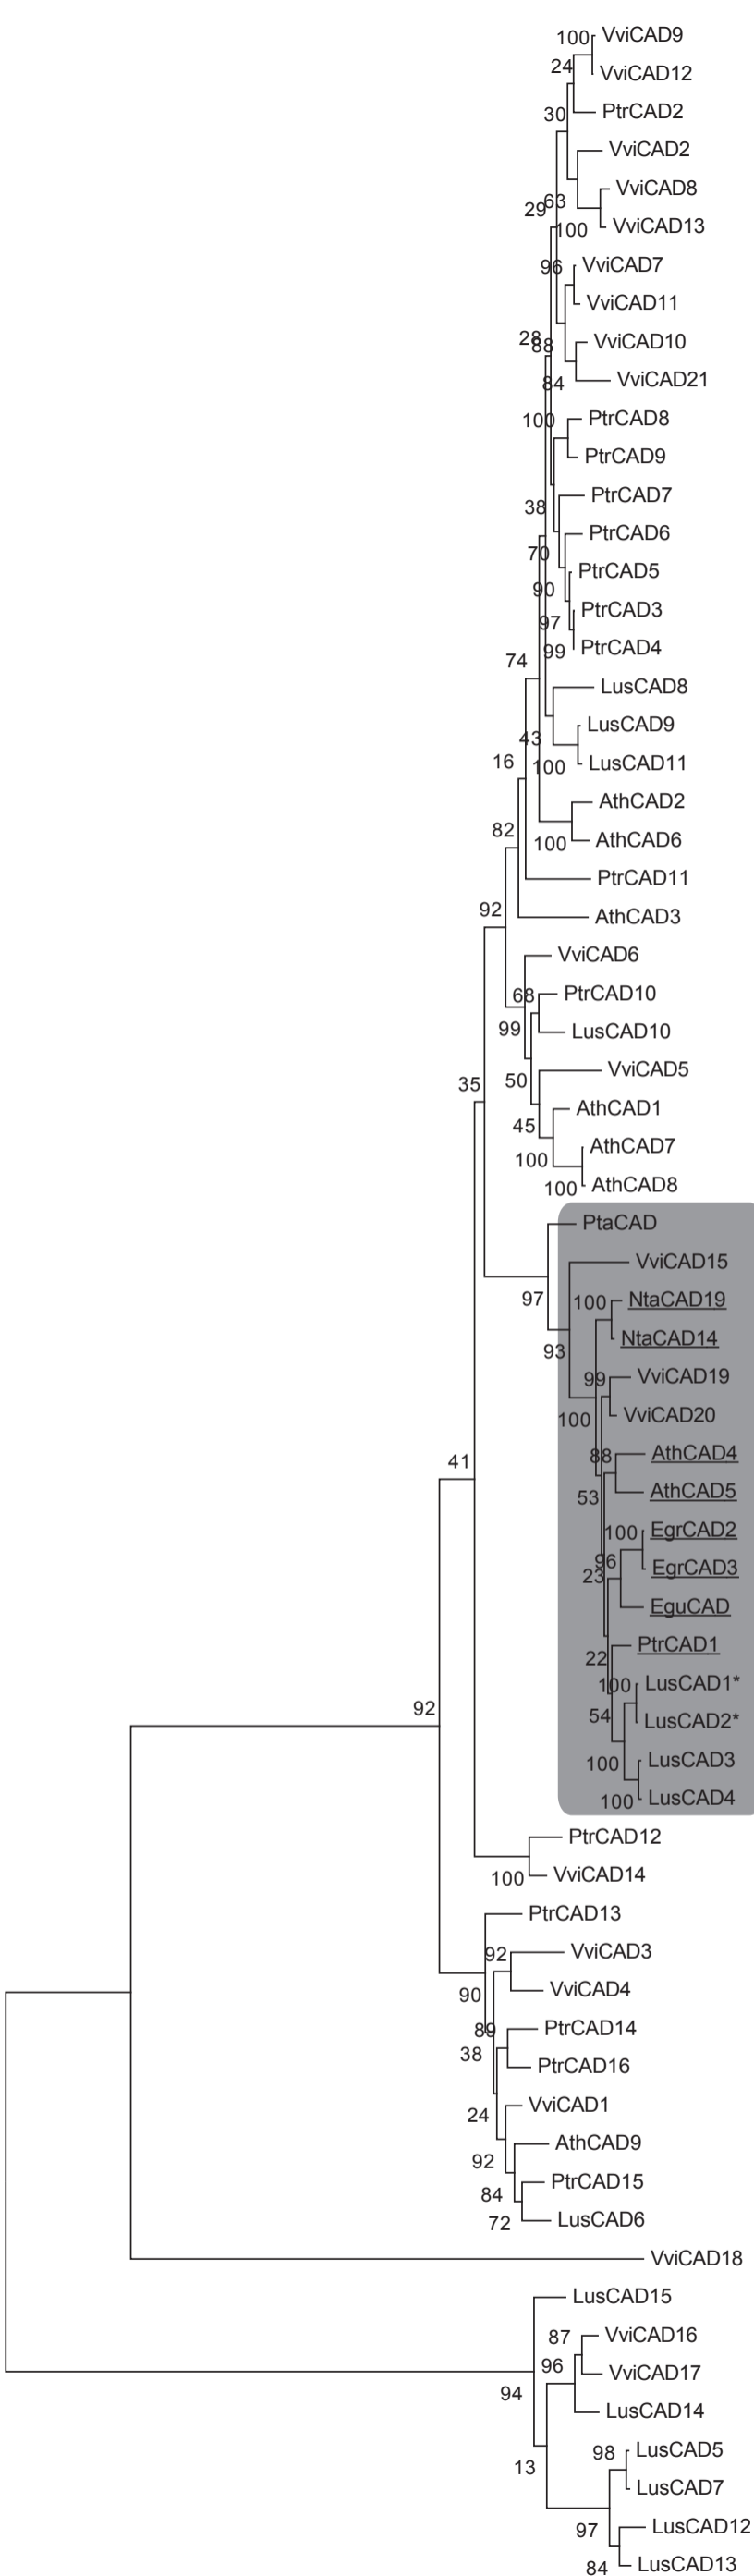 100 VviCAD9
24 VviCAD12
30 PtrCAD2
VviCAD2
VviCAD8
29 63
100 VviCAD13
96 VviCAD7
VviCAD11
28 88 VviCAD10
84 VviCAD21
100 PtrCAD8
PtrCAD9
PtrCAD7
38
PtrCAD6
70
PtrCAD5
90
PtrCAD3
97
99 PtrCAD4
74
LusCAD8
LusCAD9
43
16 100 LusCAD11
AthCAD2
82
100 AthCAD6
PtrCAD11
92 AthCAD3
VviCAD6
68 PtrCAD10
99 LusCAD10
VviCAD5
35 50
AthCAD1
45
AthCAD7
100
100 AthCAD8
PtaCAD
VviCAD15
97 100 NtaCAD19
NtaCAD14
93
99 VviCAD19
100 VviCAD20
41 88 AthCAD4
53 AthCAD5
100 EgrCAD2
96 EgrCAD3
23
EguCAD
22 PtrCAD1
100 LusCAD1*
92 54 LusCAD2*
100 LusCAD3
100 LusCAD4
PtrCAD12
100 VviCAD14
PtrCAD13
92 VviCAD3
90 VviCAD4
89 PtrCAD14
38 PtrCAD16
24 VviCAD1
AthCAD9
92
PtrCAD15
84
72 LusCAD6
VviCAD18
LusCAD15
87 VviCAD16
96 VviCAD17
94 LusCAD14
98 LusCAD5
13 LusCAD7
97 LusCAD12
84 LusCAD13